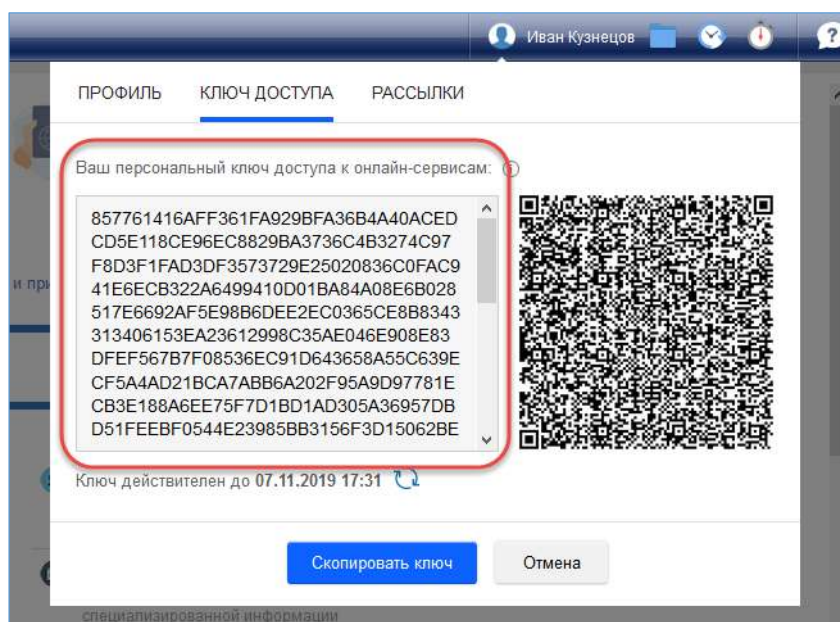 Иван Кузнецов
?
ПРОФИЛЬ КЛЮЧ ДОСТУПА РАССЫЛКИ
Ваш персональный ключ доступа к онлайн-сервисам: i
857761416AFF361FA929BFA36B4A40ACED
CD5E118CE96EC8829BA3736C4B3274C97
F8D3F1FAD3DF3573729E25020836C0FAC9
41E6ECB322A6499410D01BA84A08E6B028
517E6692AF5E98B6DEE2EC0365CE8B8343
313406153EA23612998C35AE046E908E83
DFEF567B7F08536EC91D643658A55C639E
CF5A4AD21BCA7ABB6A202F95A9D97781E
CB3E188A6EE75F7D1BD1AD305A36957DB
D51FEEBF0544E23985BB3156F3D15062BE
и при
Ключ действителен до 07.11.2019 17:31
Скопировать ключ Отмена
специализированной информации